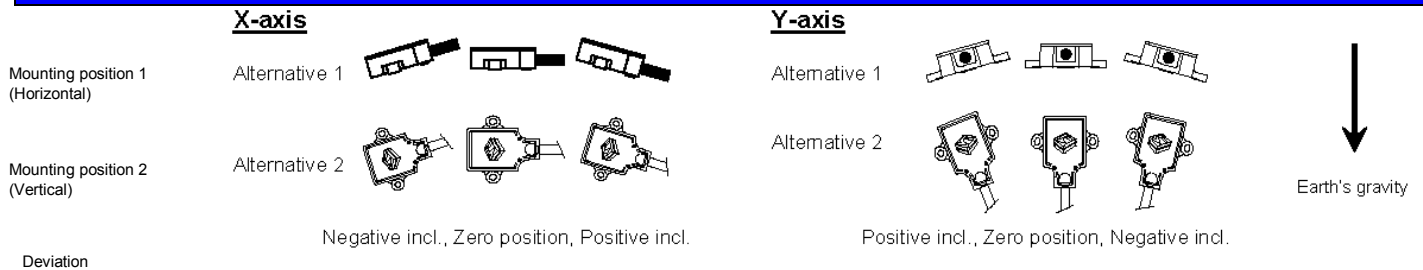 X-axis
Y-axis
Mounting position 1
(Horizontal)
Alternative 1
Alternative 1
Mounting position 2
(Vertical)
Alternative 2
Alternative 2
Earth's gravity
Negative incl., Zero position, Positive incl.
Positive incl., Zero position, Negative incl.
Deviation